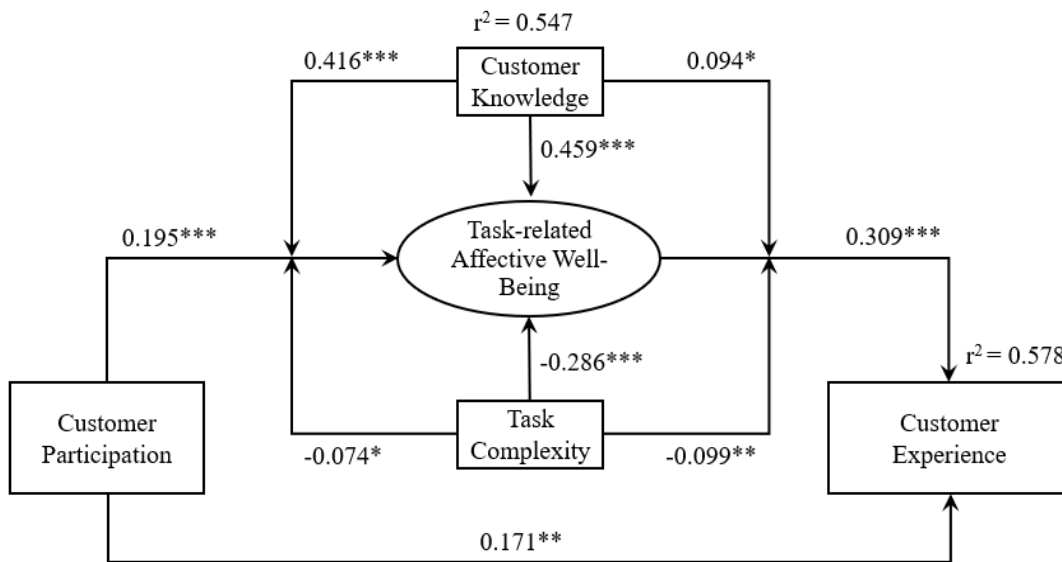 r² = 0.547
0.416***
Customer
Knowledge
0.094*
0.459***
0.195***
Task-related
Affective Well-
Being
0.309***
-0.286***
r² = 0.578
Customer
Participation
Task
Complexity
Customer
Experience
-0.074*
-0.099**
0.171**